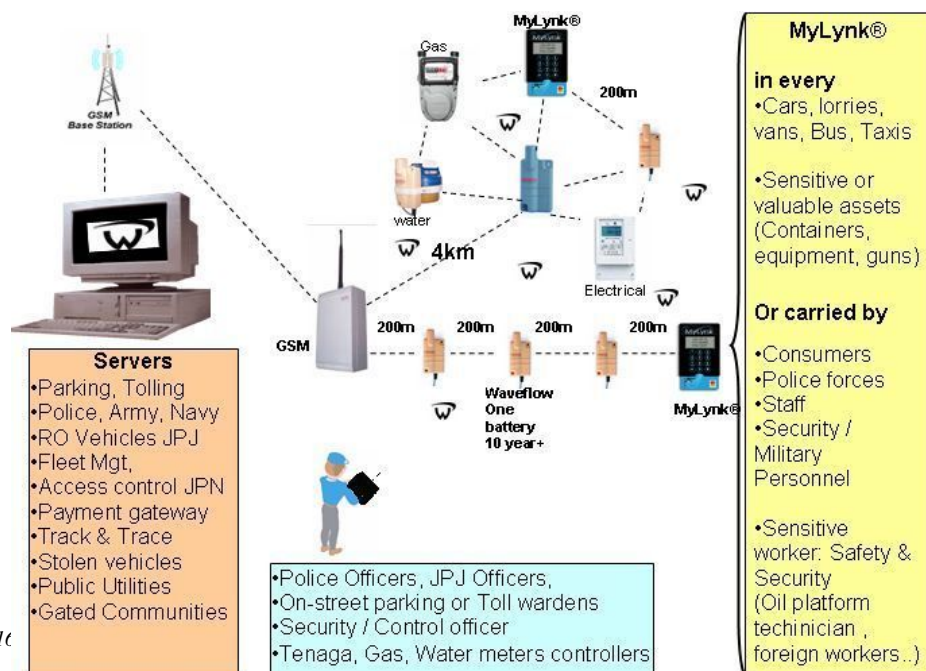 MyLynk®
Gas
200m
GSM
Base Station
water
4km
Electrical
GSM
200m
200m
200m
200m
Waveflow
One
battery
10 year+
MyLynk®
Servers
•Parking, Tolling
•Police, Army, Navy
•RO Vehicles JPJ
•Fleet Mgt,
•Access control JPN
•Payment gateway
•Track & Trace
•Stolen vehicles
•Public Utilities
•Gated Communities
•Police Officers, JPJ Officers,
•On-street parking or Toll wardens
•Security / Control officer
•Tenaga, Gas, Water meters controllers
MyLynk®
in every
•Cars, lorries,
vans, Bus, Taxis
•Sensitive or
valuable assets
(Containers,
equipment, guns)
Or carried by
•Consumers
•Police forces
•Staff
•Security /
Military
Personnel
•Sensitive
worker: Safety &
Security
(Oil platform
techinician ,
foreign workers..)